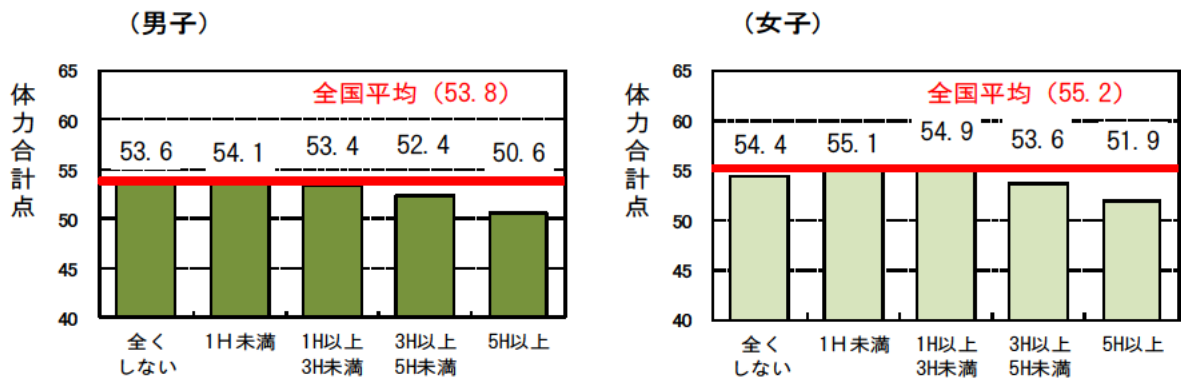 (男子)
体力合計点
65
60
55
50
45
40
全国平均(53.8)
53.6 54.1 53.4 52.4 50.6
全くしない
1H未満
1H以上3H未満
3H以上5H未満
5H以上
(女子)
体力合計点
65
60
55
50
45
40
全国平均(55.2)
54.4 55.1 54.9 53.6 51.9
全くしない
1H未満
1H以上3H未満
3H以上5H未満
5H以上